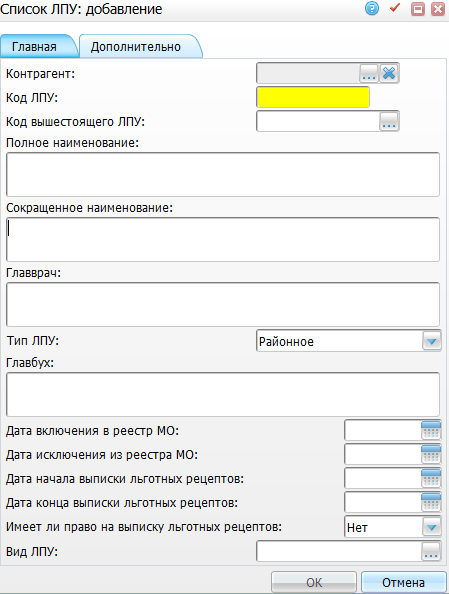 Список ЛПУ: добавление
Главная Дополнительно
Контрагент:
Код ЛПУ:
Код вышестоящего ЛПУ:
Полное наименование:
Сокращенное наименование:
Главврач:
Тип ЛПУ: Районное
Главбух:
Дата включения в реестр МО:
Дата исключения из реестра МО:
Дата начала выписки льготных рецептов:
Дата конца выписки льготных рецептов:
Имеет ли право на выписку льготных рецептов: Нет
Вид ЛПУ:
ОК Отмена